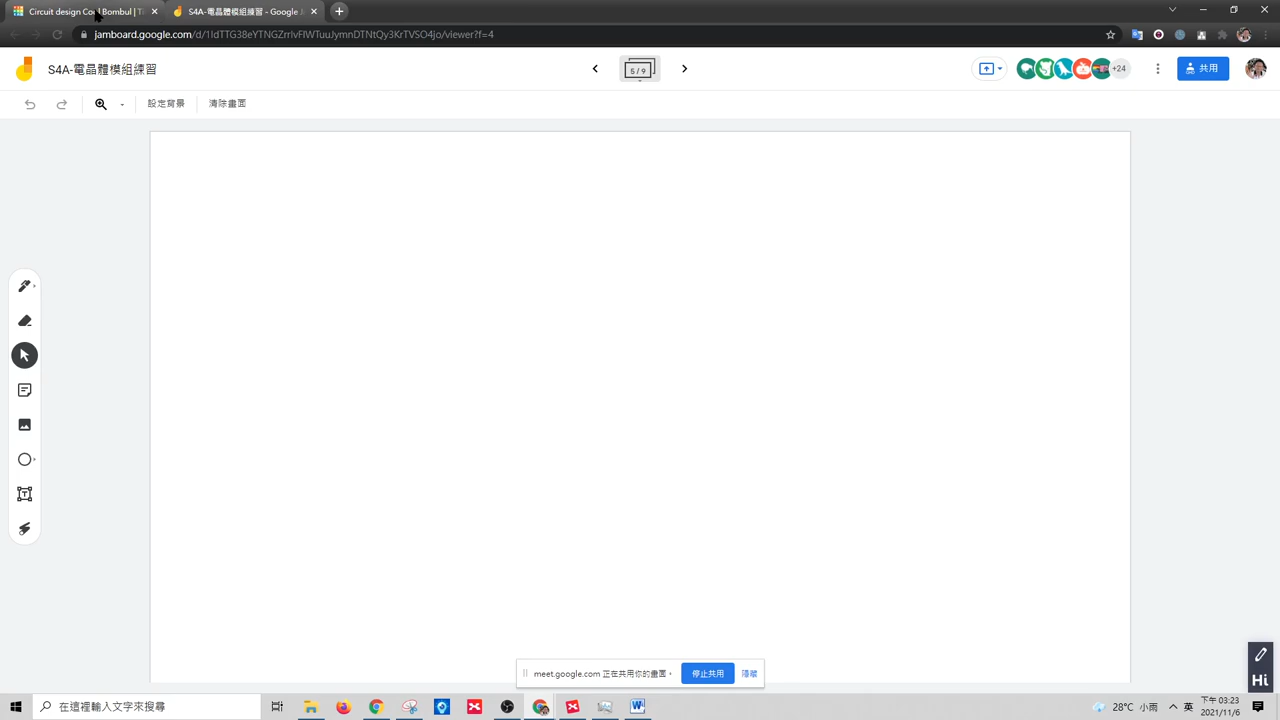 Circuit design Cool Bombul | Ti
S4A-電晶體模組練習 - Google Ja
jamboard.google.com/d/1IdTTG38eYTNGZrrIvFIWTuuJymnDTNtQy3KrTVSO4jo/viewer?f=4
S4A-電晶體模組練習
5 / 9
+24
共用
設定背景
清除畫面
meet.google.com 正在共用你的畫面。
停止共用
隱藏
Hi
在這裡輸入文字來搜尋
28°C 小雨
英
下午 03:23
2021/11/6